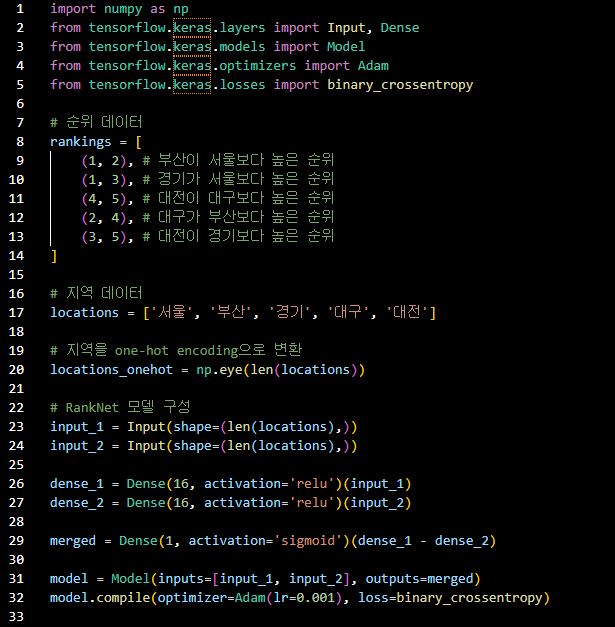 1 import numpy as np
2 from tensorflow.keras.layers import Input, Dense
3 from tensorflow.keras.models import Model
4 from tensorflow.keras.optimizers import Adam
5 from tensorflow.keras.losses import binary_crossentropy
6
7 # 순위 데이터
8 rankings = [
9     (1, 2), # 부산이 서울보다 높은 순위
10     (1, 3), # 경기가 서울보다 높은 순위
11     (4, 5), # 대전이 대구보다 높은 순위
12     (2, 4), # 대구가 부산보다 높은 순위
13     (3, 5), # 대전이 경기보다 높은 순위
14 ]
15
16 # 지역 데이터
17 locations = ['서울', '부산', '경기', '대구', '대전']
18
19 # 지역을 one-hot encoding으로 변환
20 locations_onehot = np.eye(len(locations))
21
22 # RankNet 모델 구성
23 input_1 = Input(shape=(len(locations),))
24 input_2 = Input(shape=(len(locations),))
25
26 dense_1 = Dense(16, activation='relu')(input_1)
27 dense_2 = Dense(16, activation='relu')(input_2)
28
29 merged = Dense(1, activation='sigmoid')(dense_1 - dense_2)
30
31 model = Model(inputs=[input_1, input_2], outputs=merged)
32 model.compile(optimizer=Adam(lr=0.001), loss=binary_crossentropy)
33